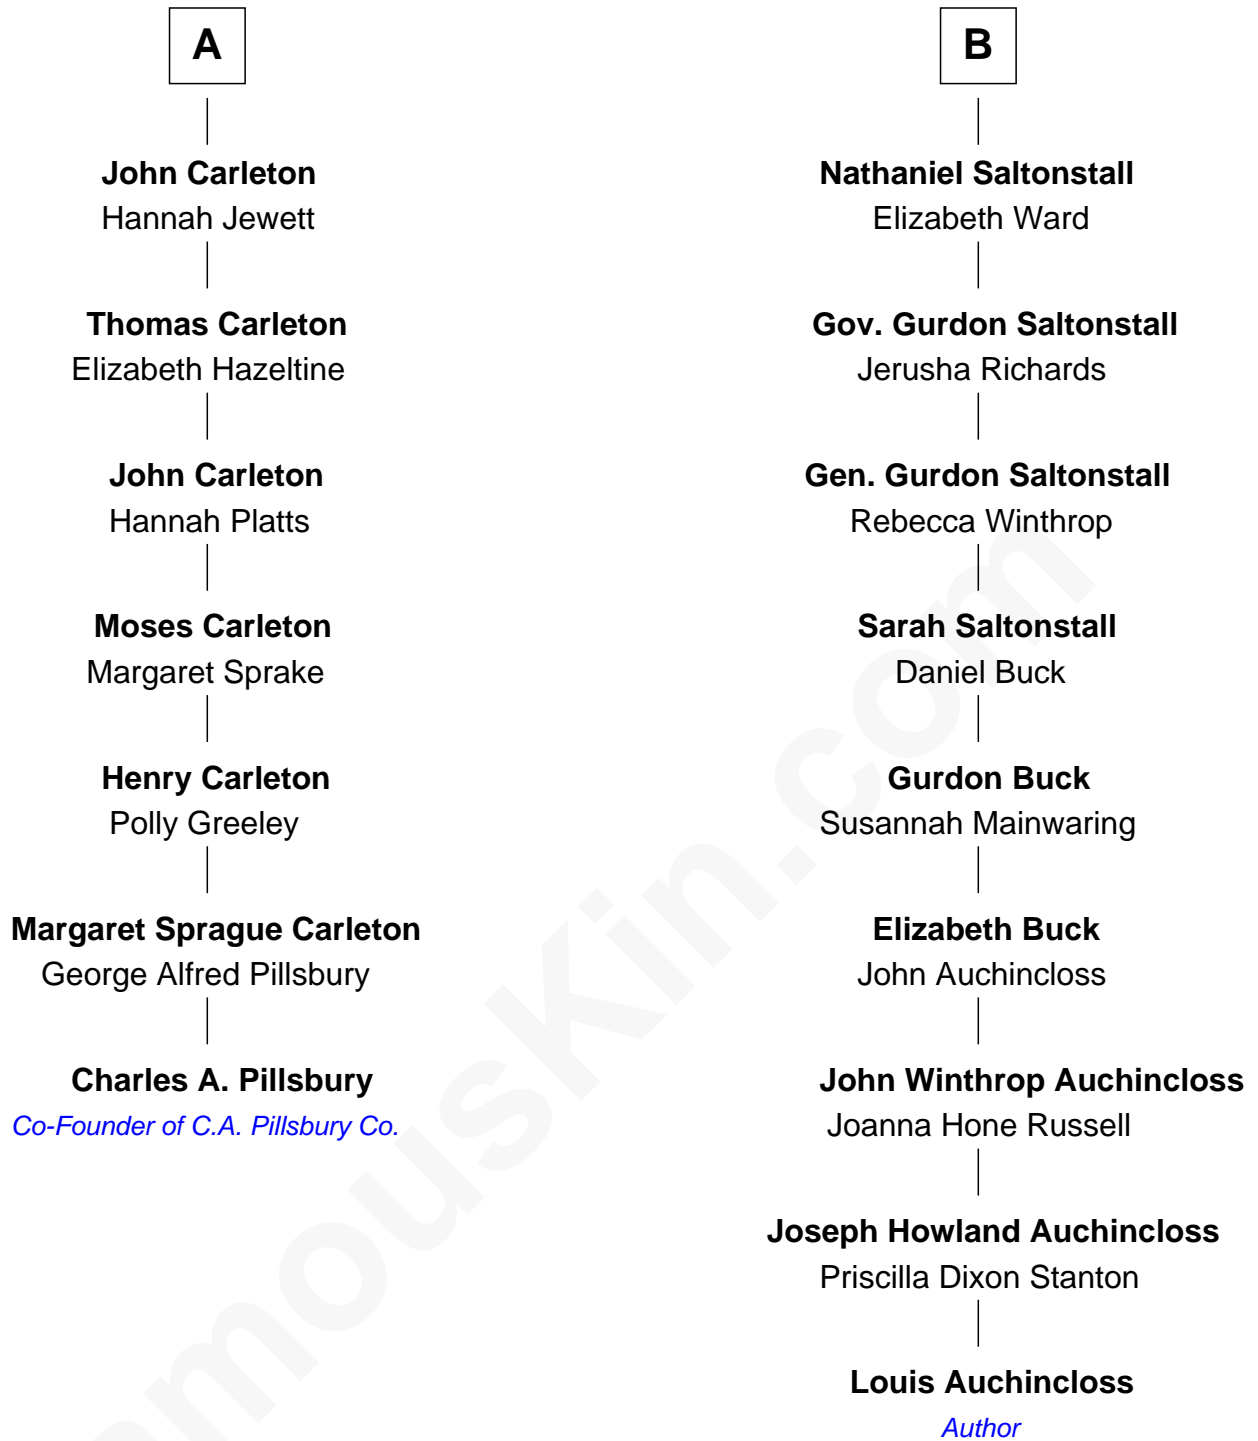 A
John Carleton
Hannah Jewett
Thomas Carleton
Elizabeth Hazeltine
John Carleton
Hannah Platts
Moses Carleton
Margaret Sprake
Henry Carleton
Polly Greeley
Margaret Sprague Carleton
George Alfred Pillsbury
Charles A. Pillsbury
Co-Founder of C.A. Pillsbury Co.
B
Nathaniel Saltonstall
Elizabeth Ward
Gov. Gurdon Saltonstall
Jerusha Richards
Gen. Gurdon Saltonstall
Rebecca Winthrop
Sarah Saltonstall
Daniel Buck
Gurdon Buck
Susannah Mainwaring
Elizabeth Buck
John Auchincloss
John Winthrop Auchincloss
Joanna Hone Russell
Joseph Howland Auchincloss
Priscilla Dixon Stanton
Louis Auchincloss
Author
amouskin.com